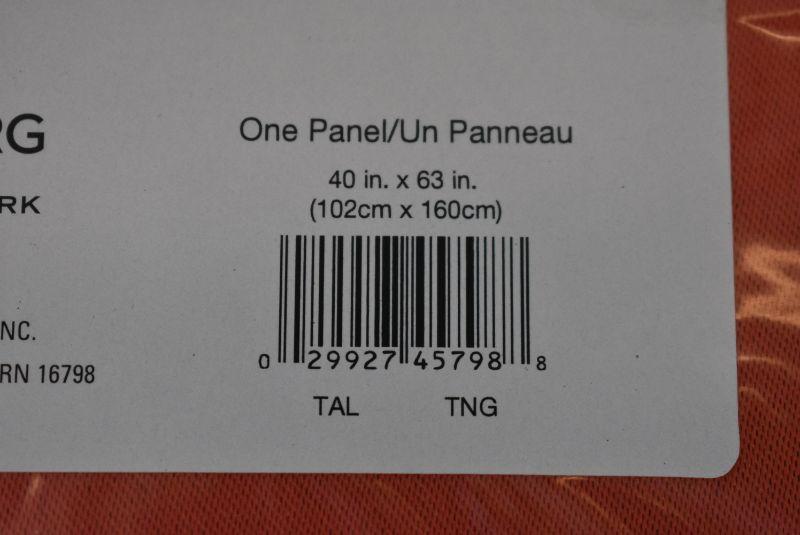 RG
RK
One Panel/Un Panneau
40 in. x 63 in.
(102cm x 160cm)
NC.
RN 16798
0 29927 45798 8
TAL TNG